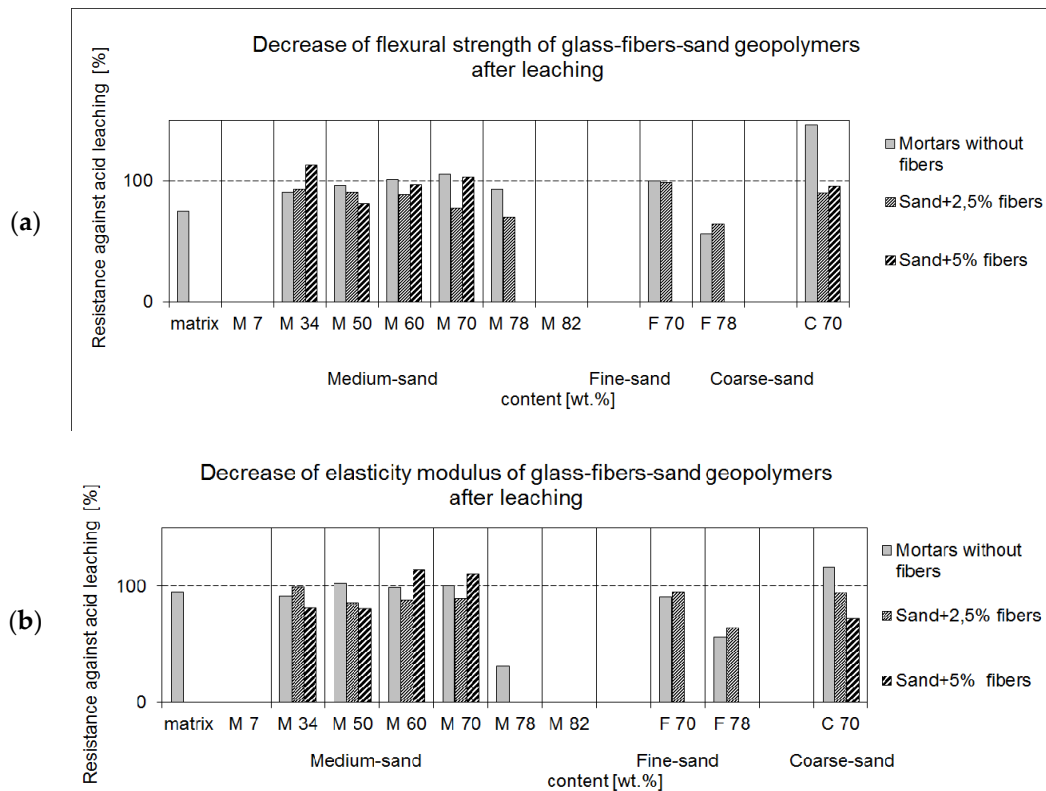 (a)
Decrease of flexural strength of glass-fibers-sand geopolymers
after leaching
Resistance against acid leaching [%]
100
0
matrix M 7 M 34 M 50 M 60 M 70 M 78 M 82 F 70 F 78 C 70
Medium-sand Fine-sand Coarse-sand
content [wt.%]
Mortars without
fibers
Sand+2,5% fibers
Sand+5% fibers
(b)
Decrease of elasticity modulus of glass-fibers-sand geopolymers
after leaching
Resistance against acid leaching [%]
100
0
matrix M 7 M 34 M 50 M 60 M 70 M 78 M 82 F 70 F 78 C 70
Medium-sand Fine-sand Coarse-sand
content [wt.%]
Mortars without
fibers
Sand+2,5% fibers
Sand+5% fibers